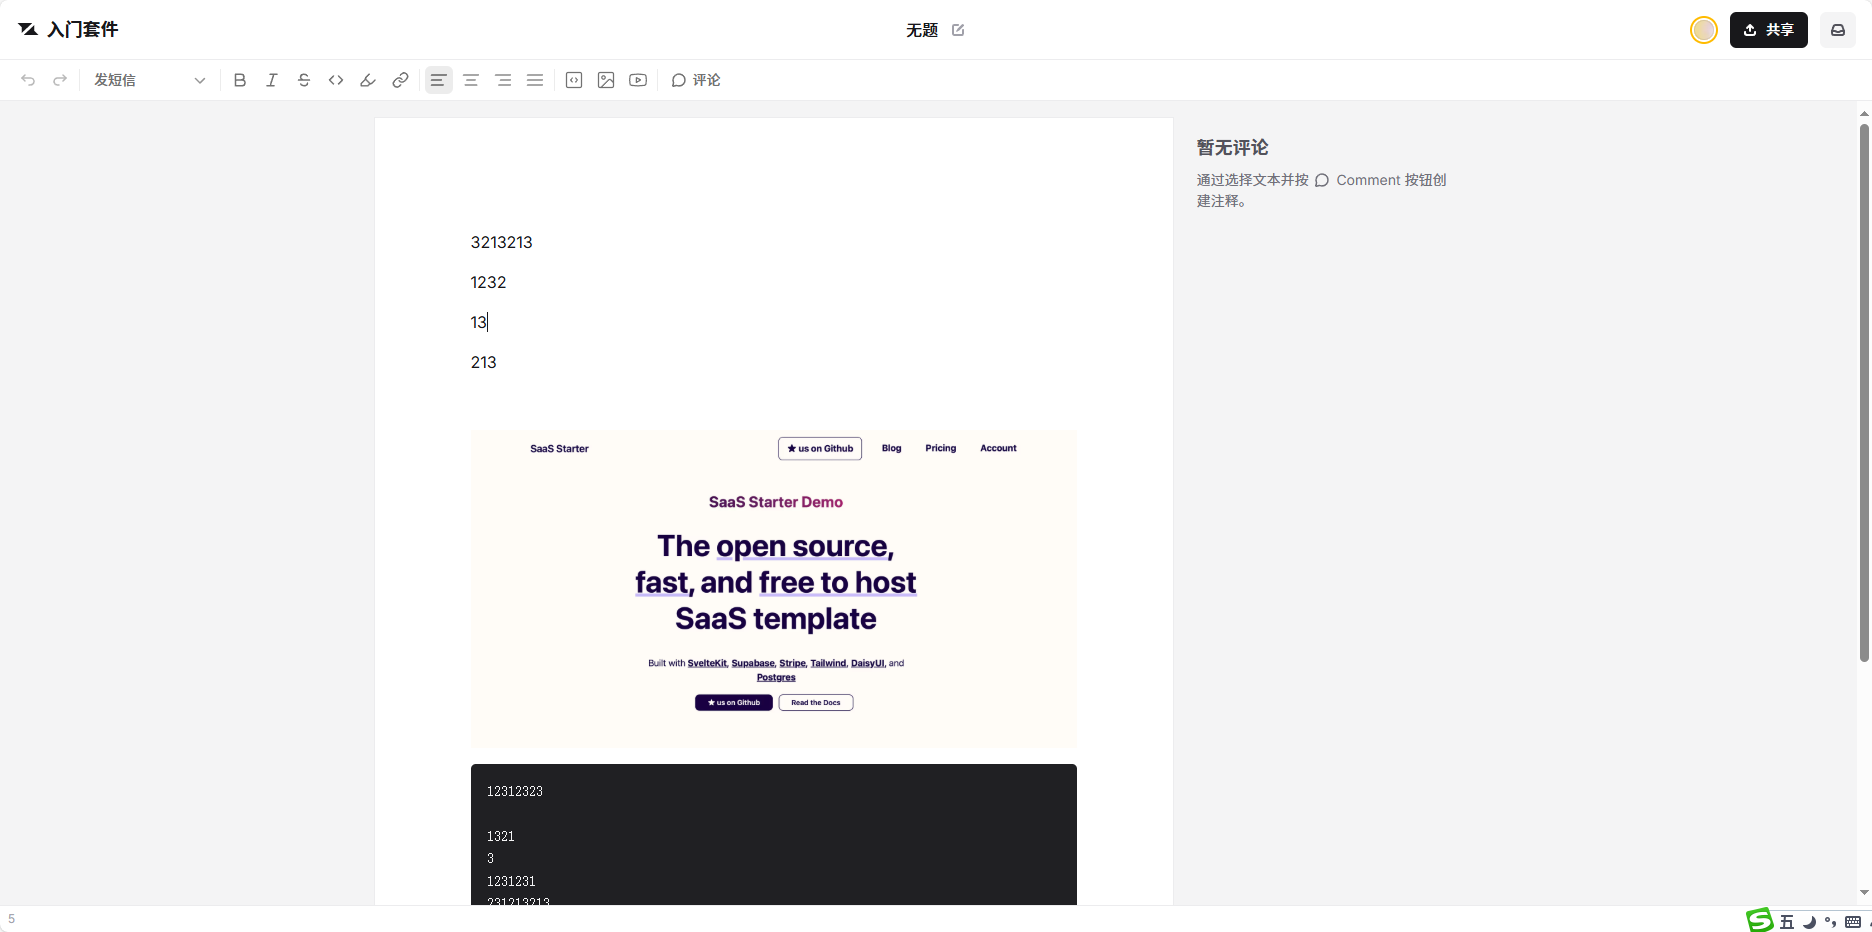 入门套件
无题
共享
发短信
评论
暂无评论
通过选择文本并按 Comment 按钮创
建注释。
3213213
1232
13
213
SaaS Starter
★ us on Github Blog Pricing Account
SaaS Starter Demo
The open source,
fast, and free to host
SaaS template
Built with SvelteKit, Supabase, Stripe, Tailwind, DaisyUI, and
Postgres
★ us on Github Read the Docs
12312323
1321
3
1231231
231213213
5
五